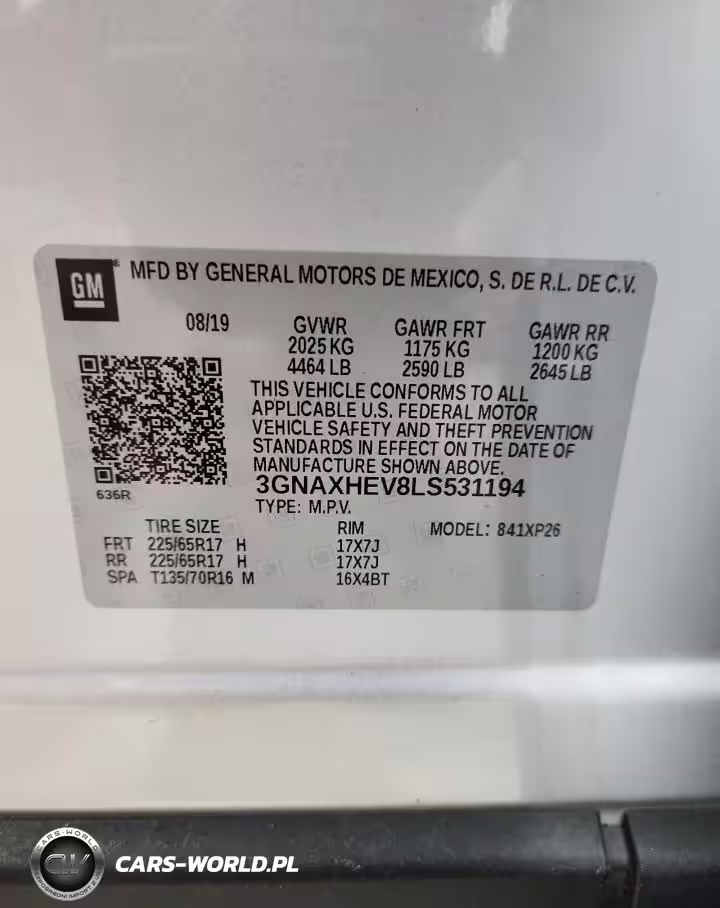 GM
MFD BY GENERAL MOTORS DE MEXICO, S. DE R.L. DE C.V.
08/19 GVWR GAWR FRT GAWR RR
2025 KG 1175 KG 1200 KG
4464 LB 2590 LB 2645 LB
THIS VEHICLE CONFORMS TO ALL
APPLICABLE U.S. FEDERAL MOTOR
VEHICLE SAFETY AND THEFT PREVENTION
STANDARDS IN EFFECT ON THE DATE OF
MANUFACTURE SHOWN ABOVE.
636R
3GNAXHEV8LS531194
TYPE: M.P.V.
TIRE SIZE RIM MODEL: 841XP26
FRT 225/65R17 H 17X7J
RR 225/65R17 H 17X7J
SPA T135/70R16 M 16X4BT
CARS-WORLD
CW
CARS-WORLD.PL